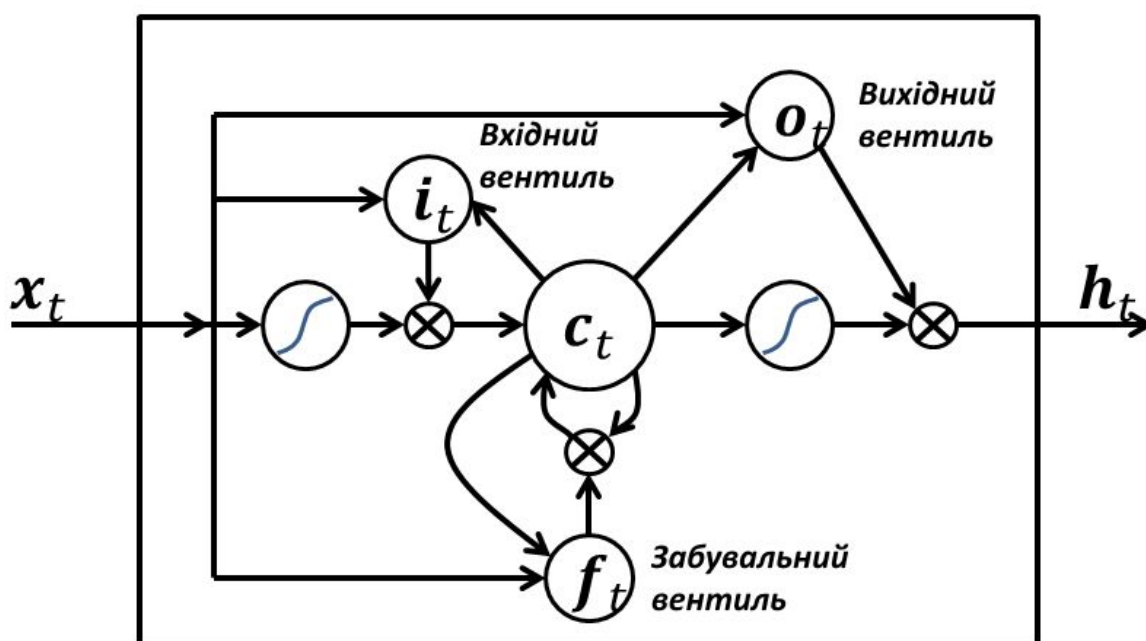 Вихідний
вентиль
o_t
Вхідний
вентиль
i_t
x_t
c_t
h_t
Забувальний
вентиль
f_t